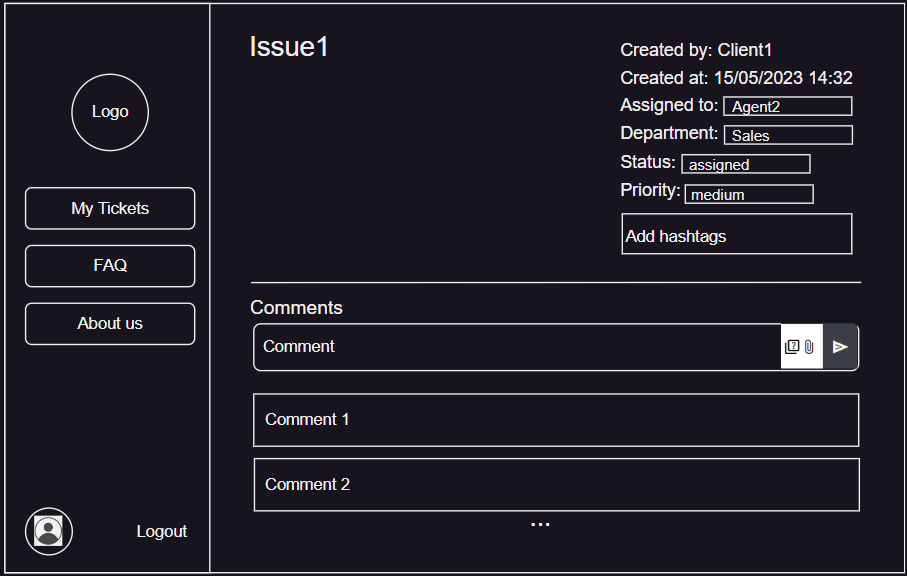 Logo
My Tickets
FAQ
About us
Logout
Issue1
Created by: Client1
Created at: 15/05/2023 14:32
Assigned to: Agent2
Department: Sales
Status: assigned
Priority: medium
Add hashtags
Comments
Comment
Comment 1
Comment 2
...